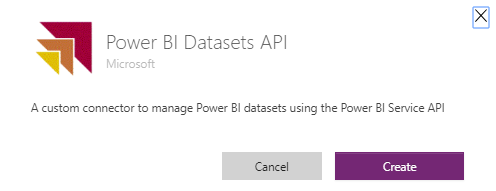 Power BI Datasets API
Microsoft
A custom connector to manage Power BI datasets using the Power BI Service API
Cancel
Create